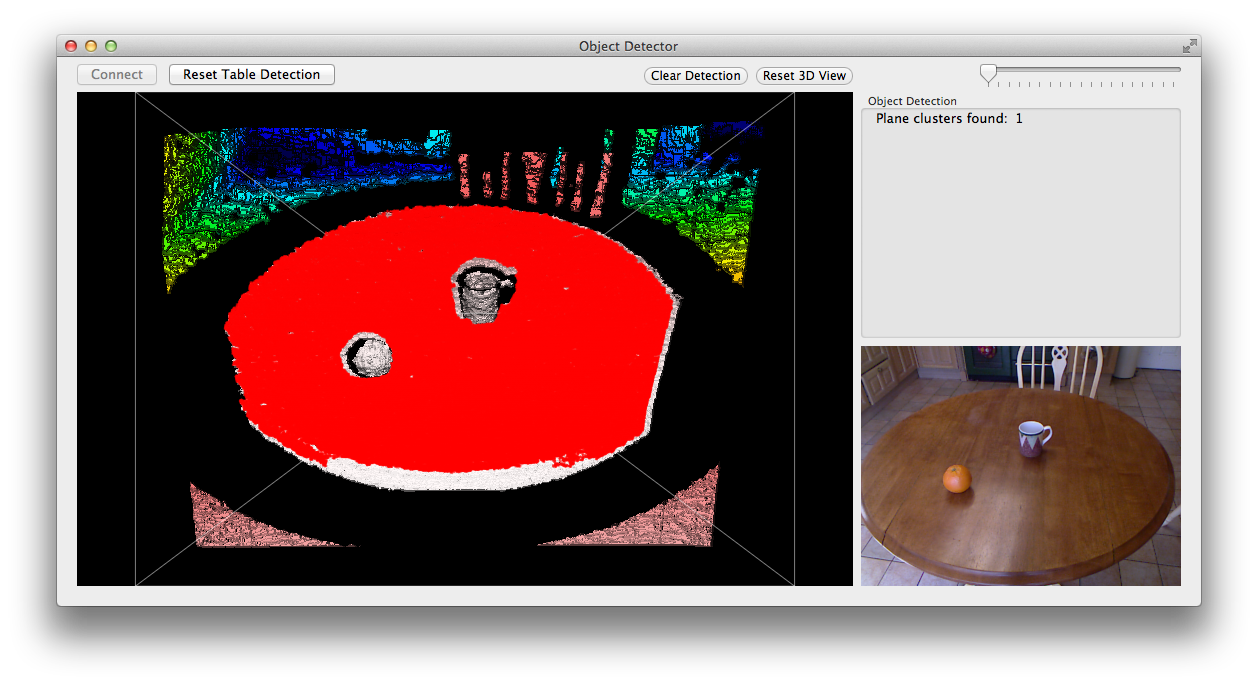 Object Detector
Connect
Reset Table Detection
Clear Detection
Reset 3D View
Object Detection
Plane clusters found: 1